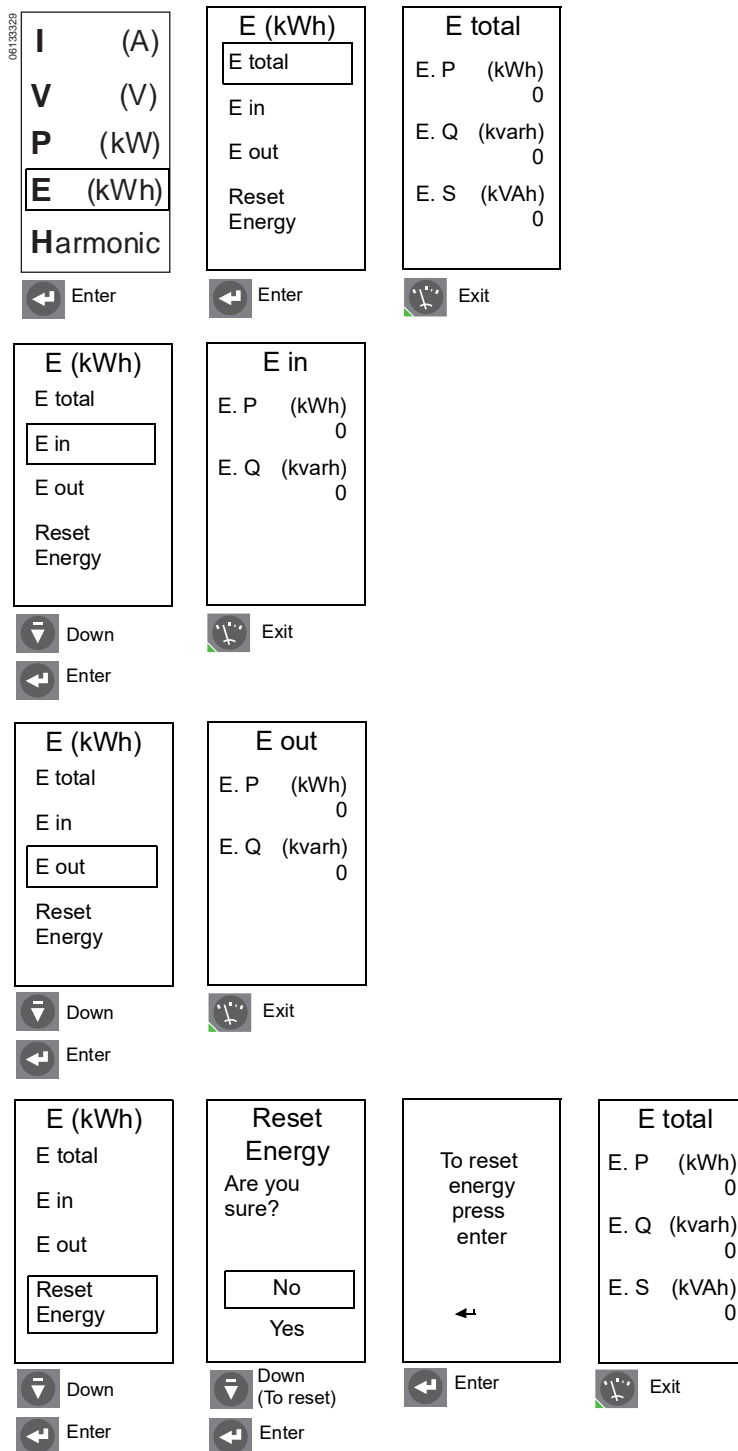 06133329
I (A)
V (V)
P (kW)
E (kWh)
Harmonic
Enter
E (kWh)
E total
E in
E out
Reset
Energy
Enter
E total
E. P (kWh)
0
E. Q (kvarh)
0
E. S (kVAh)
0
Exit
E (kWh)
E total
E in
E out
Reset
Energy
Down
Enter
E in
E. P (kWh)
0
E. Q (kvarh)
0
Exit
E (kWh)
E total
E in
E out
Reset
Energy
Down
Enter
E out
E. P (kWh)
0
E. Q (kvarh)
0
Exit
E (kWh)
E total
E in
E out
Reset
Energy
Down
Enter
Reset
Energy
Are you
sure?
No
Yes
Down
(To reset)
Enter
To reset
energy
press
enter
Enter
E total
E. P (kWh)
0
E. Q (kvarh)
0
E. S (kVAh)
0
Exit